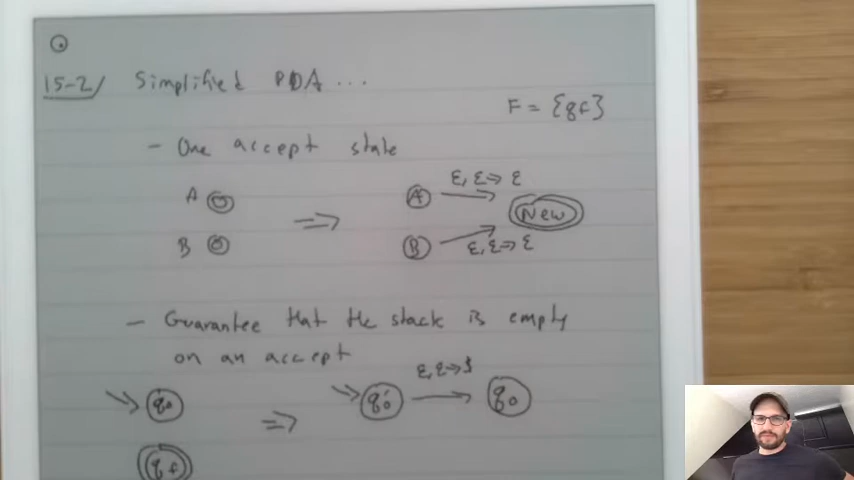 15-2/ Simplified PDA ...
F = {qf}
- One accept state
A
B
=>
A ε, ε → ε
B ε, ε → ε
New
- Guarantee that the stack is empty
on an accept
q0 => q0' ε, ε → $ q0
qf